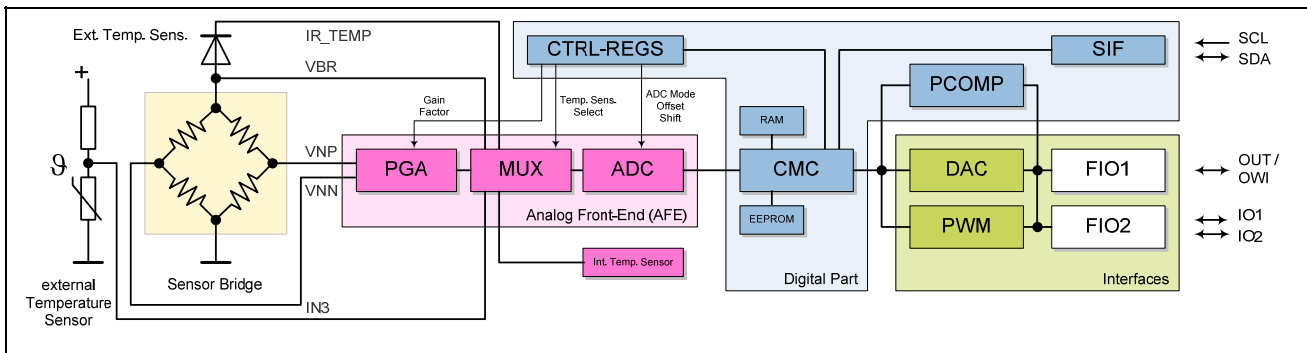 Ext. Temp. Sens.
IR_TEMP
VBR
+
ϑ
external
Temperature
Sensor
Sensor Bridge
VNP
VNN
IN3
CTRL-REGS
Gain
Factor
Temp. Sens.
Select
ADC Mode
Offset
Shift
PGA
MUX
ADC
Analog Front-End (AFE)
Int. Temp. Sensor
RAM
CMC
EEPROM
Digital Part
SIF
PCOMP
DAC
PWM
FIO1
FIO2
Interfaces
SCL
SDA
OUT /
OWI
IO1
IO2